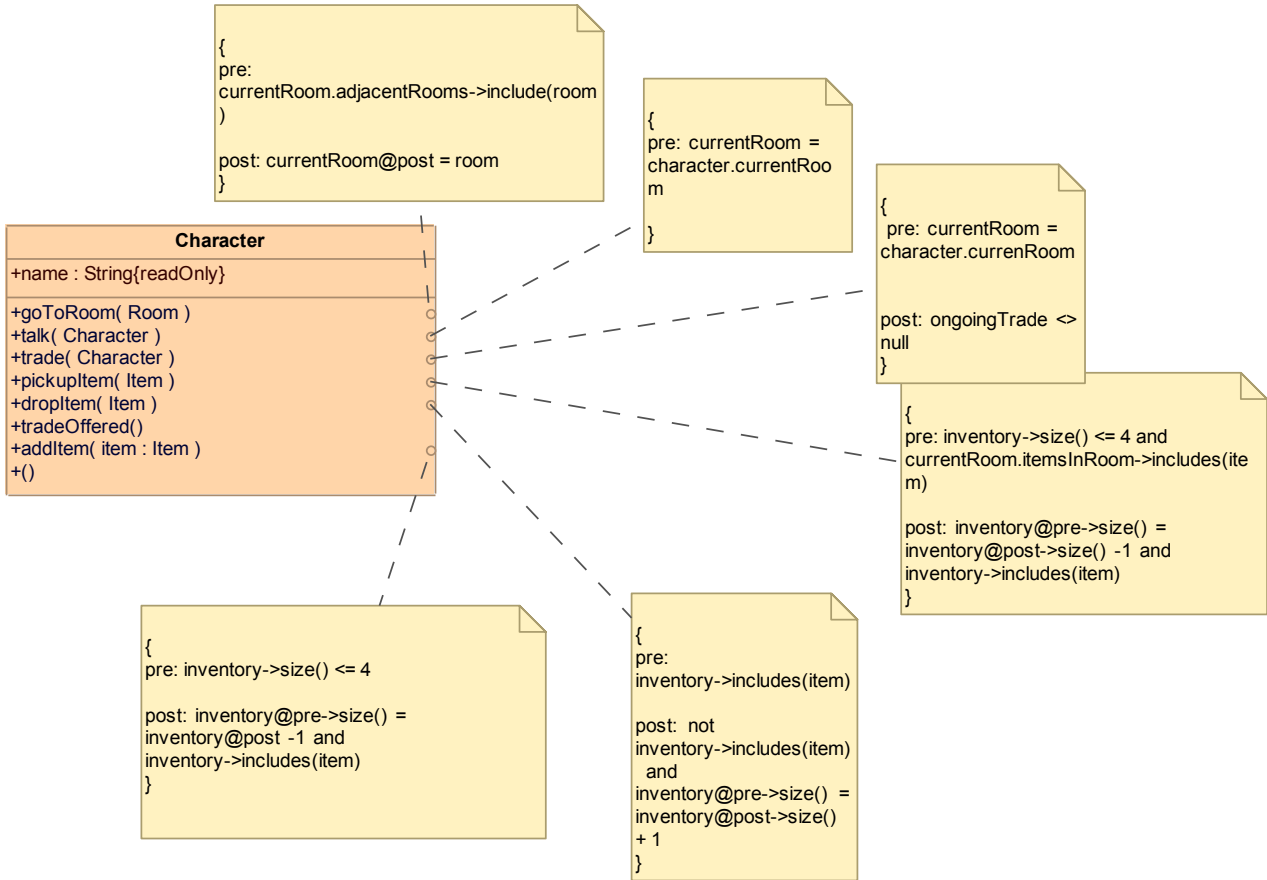 {
pre:
currentRoom.adjacentRooms->include(room
)
post: currentRoom@post = room
}
{
pre: currentRoom =
character.currentRoo
m
}
{
pre: currentRoom =
character.currenRoom
post: ongoingTrade <>
null
}
Character
+name : String{readOnly}
+goToRoom( Room )
+talk( Character )
+trade( Character )
+pickupItem( Item )
+dropItem( Item )
+tradeOffered()
+addItem( item : Item )
+()
{
pre: inventory->size() <= 4 and
currentRoom.itemsInRoom->includes(ite
m)
post: inventory@pre->size() =
inventory@post->size() -1 and
inventory->includes(item)
}
{
pre: inventory->size() <= 4
post: inventory@pre->size() =
inventory@post -1 and
inventory->includes(item)
}
{
pre:
inventory->includes(item)
post: not
inventory->includes(item)
and
inventory@pre->size() =
inventory@post->size()
+ 1
}